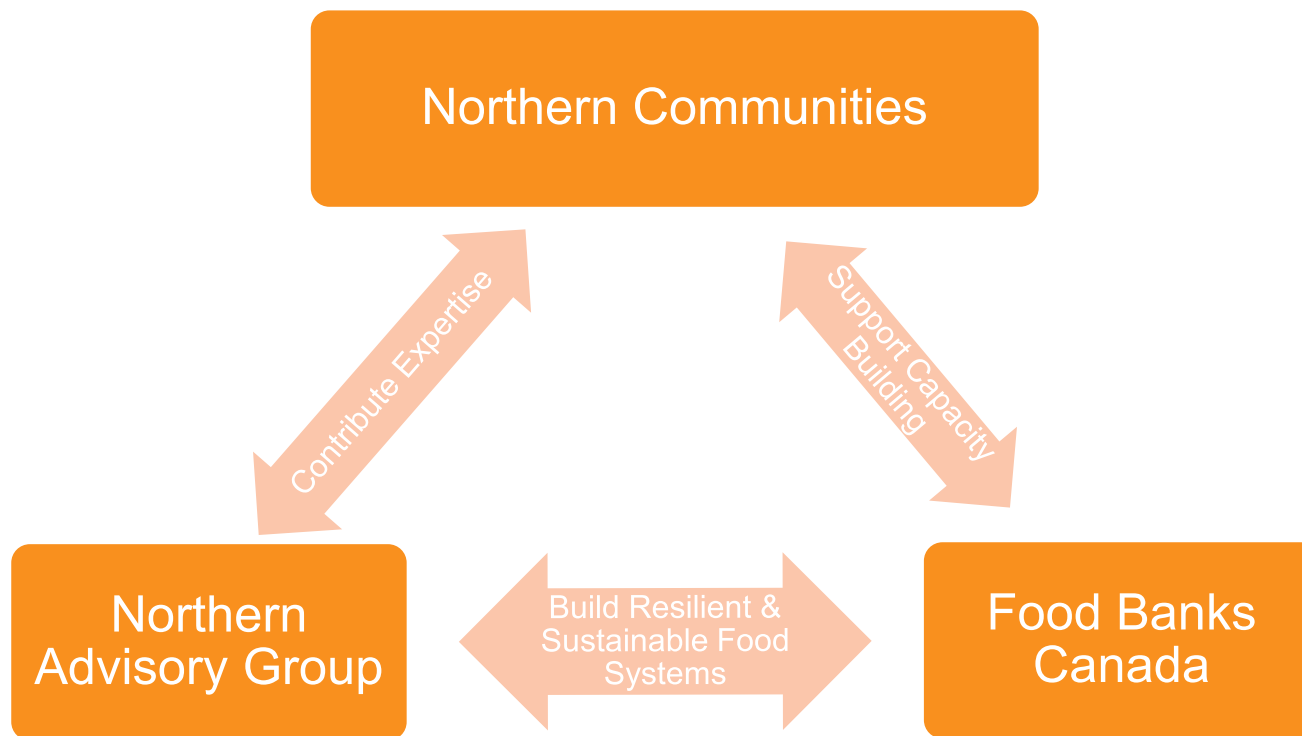 Northern Communities
Contribute Expertise
Support Capacity
Building
Northern
Advisory Group
Build Resilient &
Sustainable Food
Systems
Food Banks
Canada